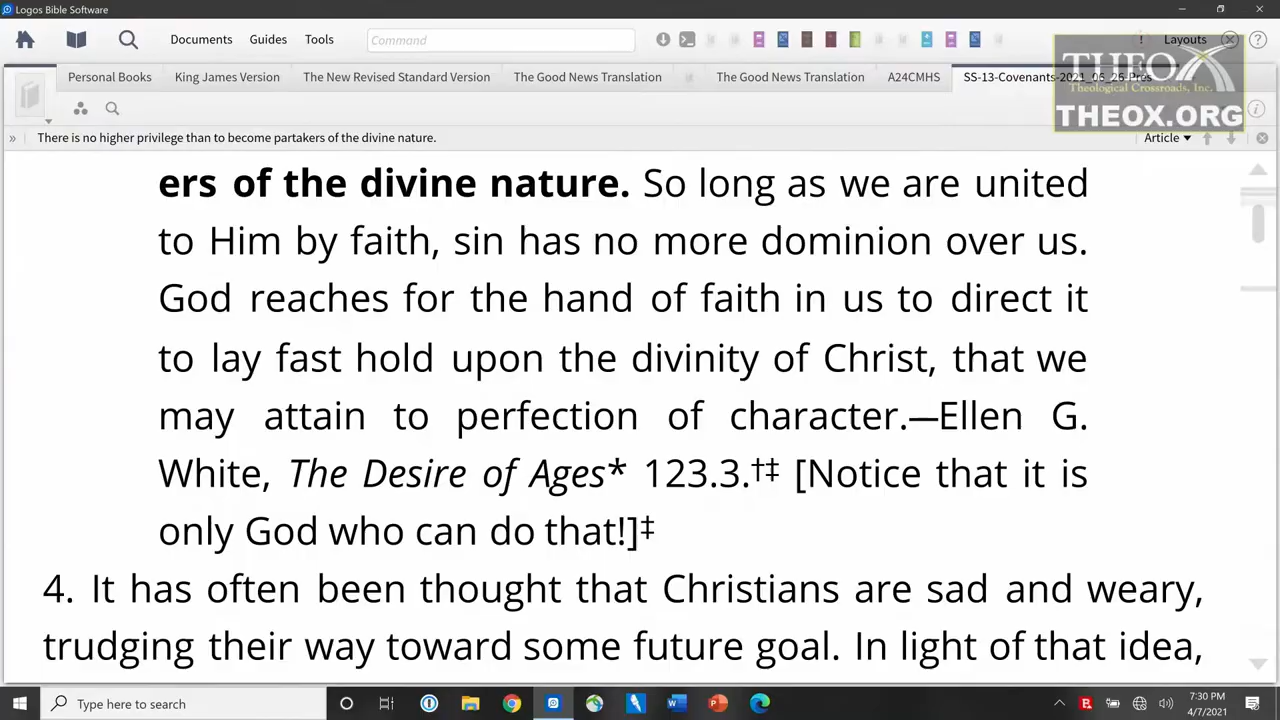 Logos Bible Software
Documents Guides Tools Command Layouts
THEOX
Theological Crossroads, Inc.
THEOX.ORG
Personal Books King James Version The New Revised Standard Version The Good News Translation The Good News Translation A24CMHS SS-13-Covenants-2021_06_26-Pres
There is no higher privilege than to become partakers of the divine nature. Article
ers of the divine nature. So long as we are united
to Him by faith, sin has no more dominion over us.
God reaches for the hand of faith in us to direct it
to lay fast hold upon the divinity of Christ, that we
may attain to perfection of character.—Ellen G.
White, The Desire of Ages* 123.3.†‡ [Notice that it is
only God who can do that!]‡
4. It has often been thought that Christians are sad and weary,
trudging their way toward some future goal. In light of that idea,
Type here to search
7:30 PM
4/7/2021